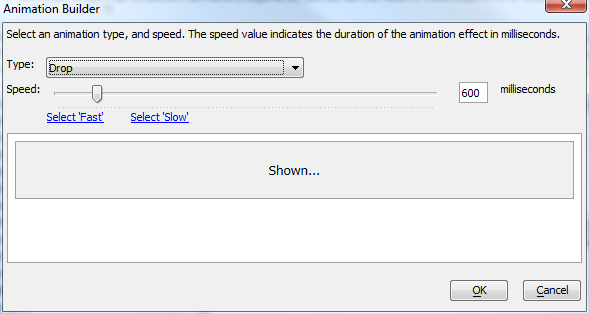 Animation Builder
Select an animation type, and speed. The speed value indicates the duration of the animation effect in milliseconds.
Type: Drop
Speed: 600 milliseconds
Select 'Fast' Select 'Slow'
Shown...
OK Cancel